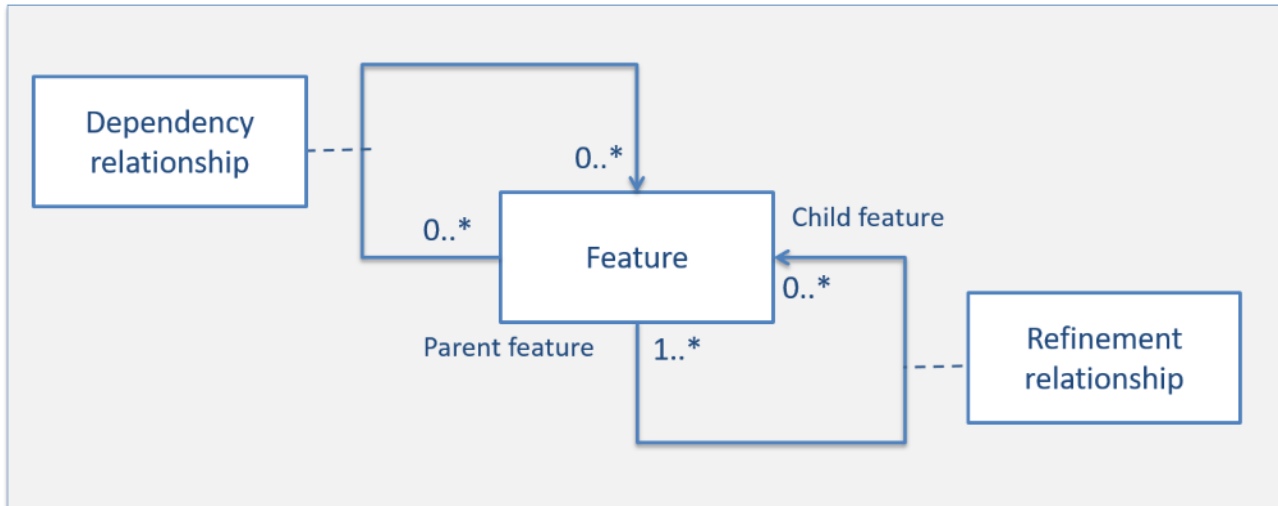 Dependency
relationship
0..*
0..*
Child feature
Feature
0..*
Parent feature
1..*
Refinement
relationship